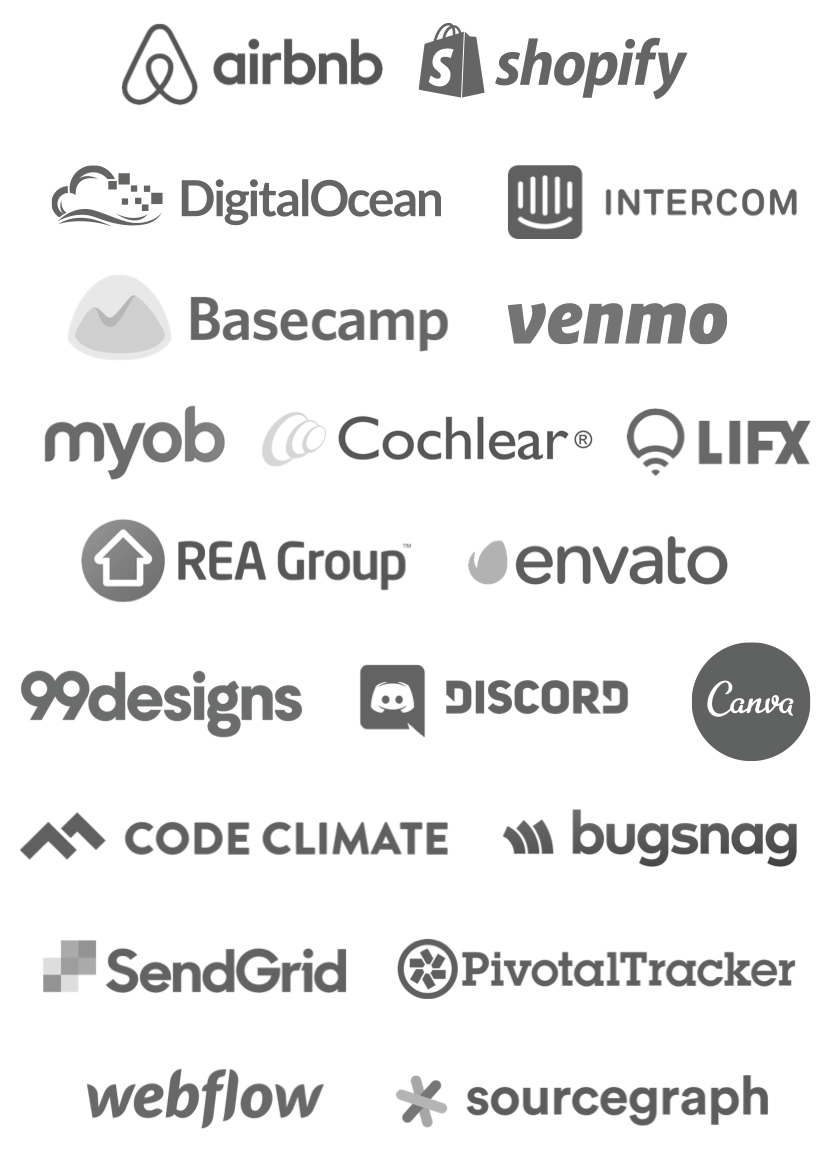 airbnb shopify
DigitalOcean INTERCOM
Basecamp venmo
myob Cochlear® LIFX
REA Group™ envato
99designs DISCORD Canva
CODE CLIMATE bugsnag
SendGrid PivotalTracker
webflow sourcegraph